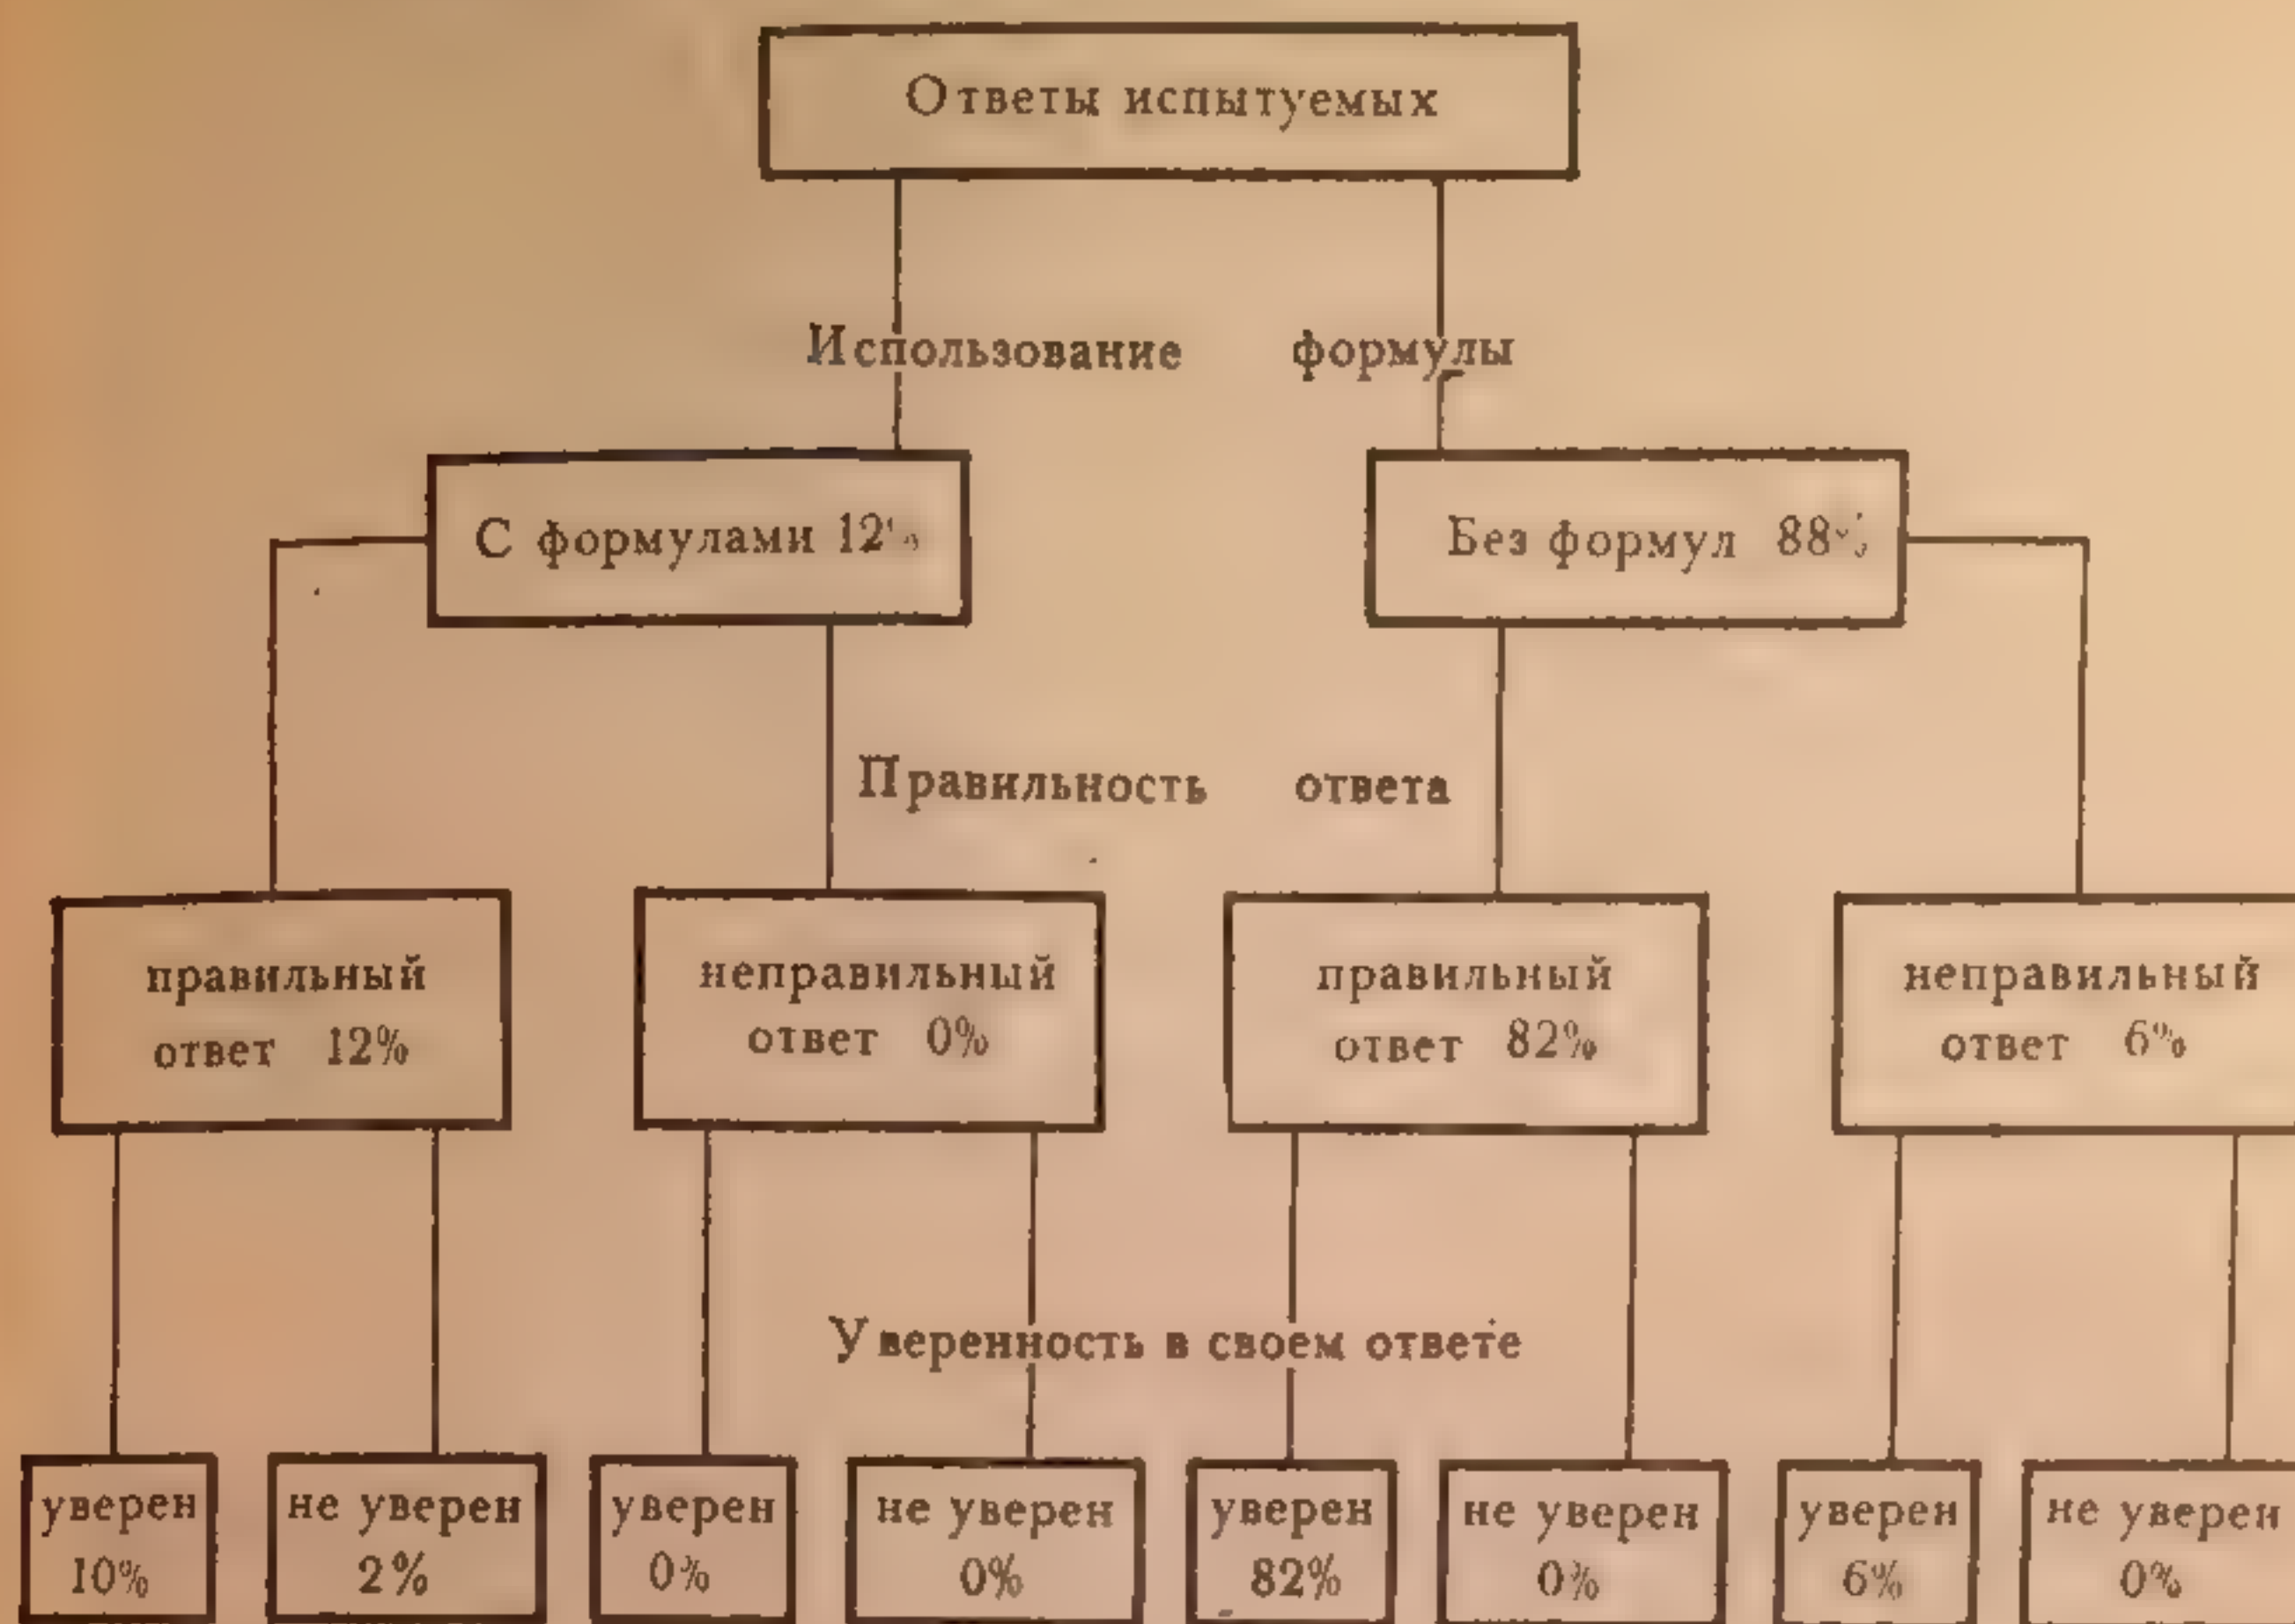 Ответы испытуемых
Использование формулы
С формулами 12%
Без формул 88%
Правильность ответа
правильный
ответ 12%
неправильный
ответ 0%
правильный
ответ 82%
неправильный
ответ 6%
Уверенность в своем ответе
уверен
10%
не уверен
2%
уверен
0%
не уверен
0%
уверен
82%
не уверен
0%
уверен
6%
не уверен
0%